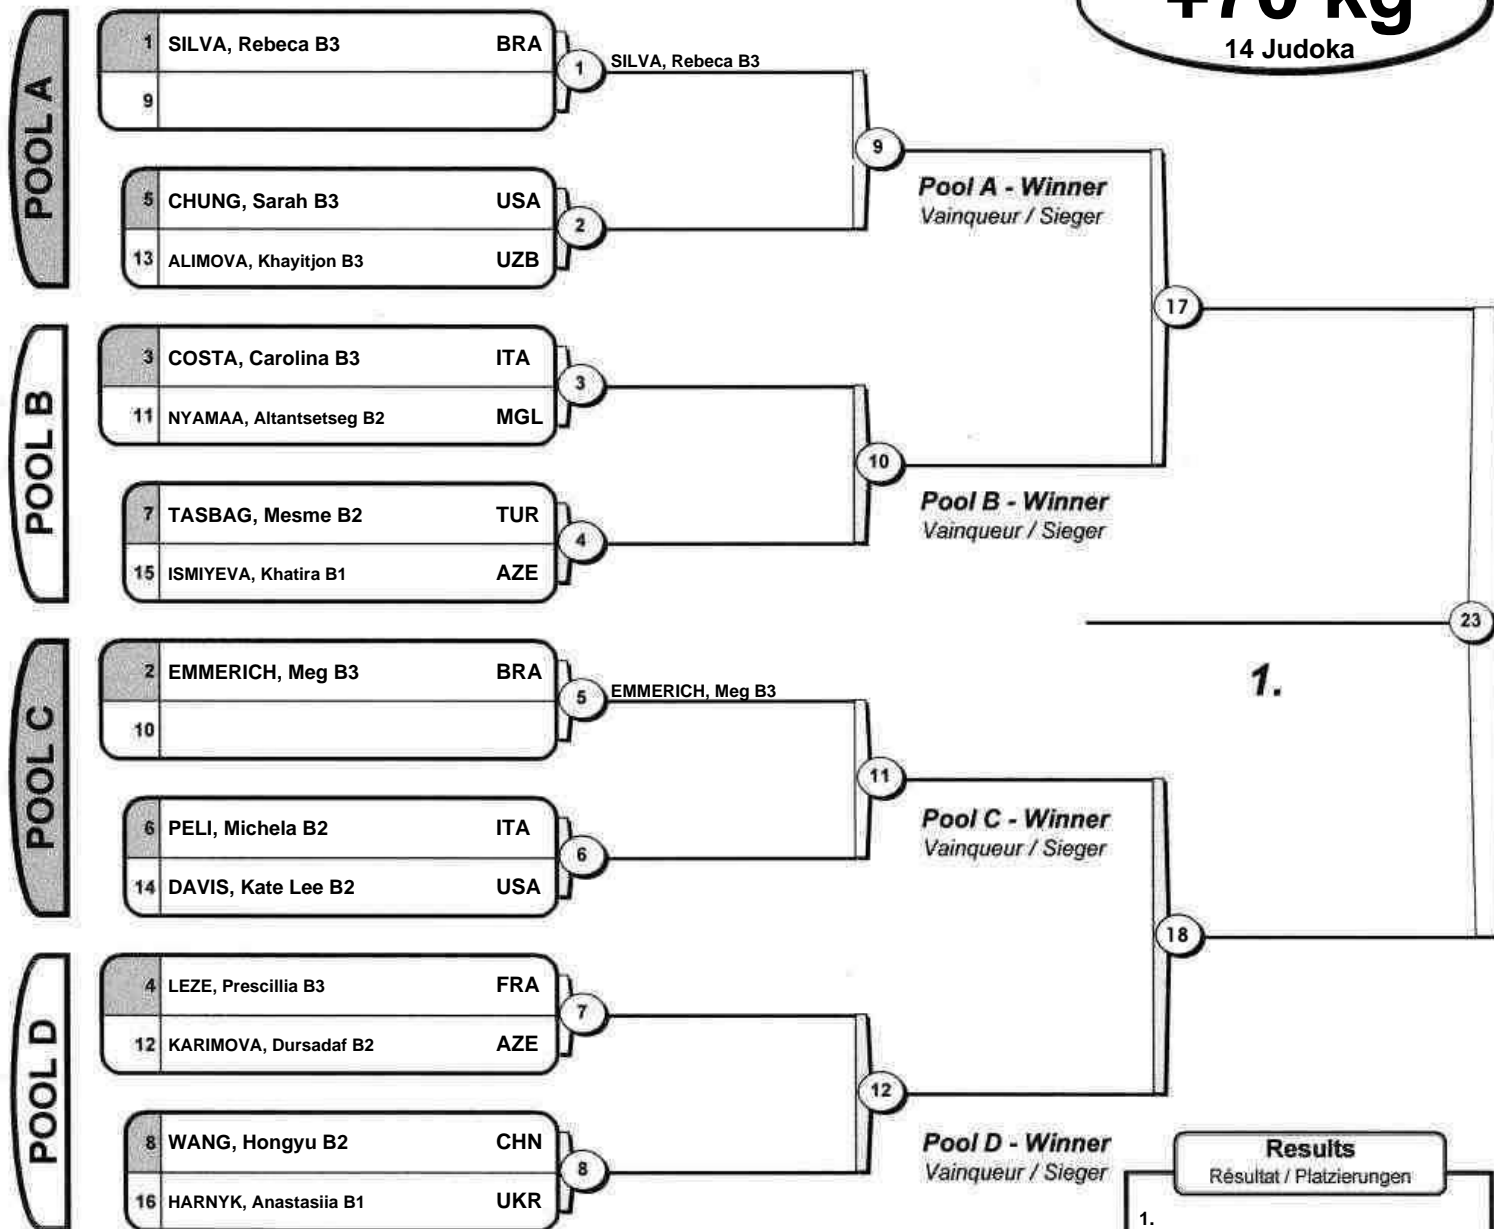 +70 kg
14 Judoka
POOL A
1 SILVA, Rebeca B3 BRA
9
1 SILVA, Rebeca B3
5 CHUNG, Sarah B3 USA
13 ALIMOVA, Khayitjon B3 UZB
2
9
Pool A - Winner
Vainqueur / Sieger
17
POOL B
3 COSTA, Carolina B3 ITA
11 NYAMAA, Altantsetseg B2 MGL
3
7 TASBAG, Mesme B2 TUR
15 ISMIYEVA, Khatira B1 AZE
4
10
Pool B - Winner
Vainqueur / Sieger
23
1.
POOL C
2 EMMERICH, Meg B3 BRA
10
5 EMMERICH, Meg B3
6 PELI, Michela B2 ITA
14 DAVIS, Kate Lee B2 USA
6
11
Pool C - Winner
Vainqueur / Sieger
18
POOL D
4 LEZE, Prescillia B3 FRA
12 KARIMOVA, Dursadaf B2 AZE
7
8 WANG, Hongyu B2 CHN
16 HARNYK, Anastasiia B1 UKR
8
12
Pool D - Winner
Vainqueur / Sieger
Results
Résultat / Platzierungen
1.